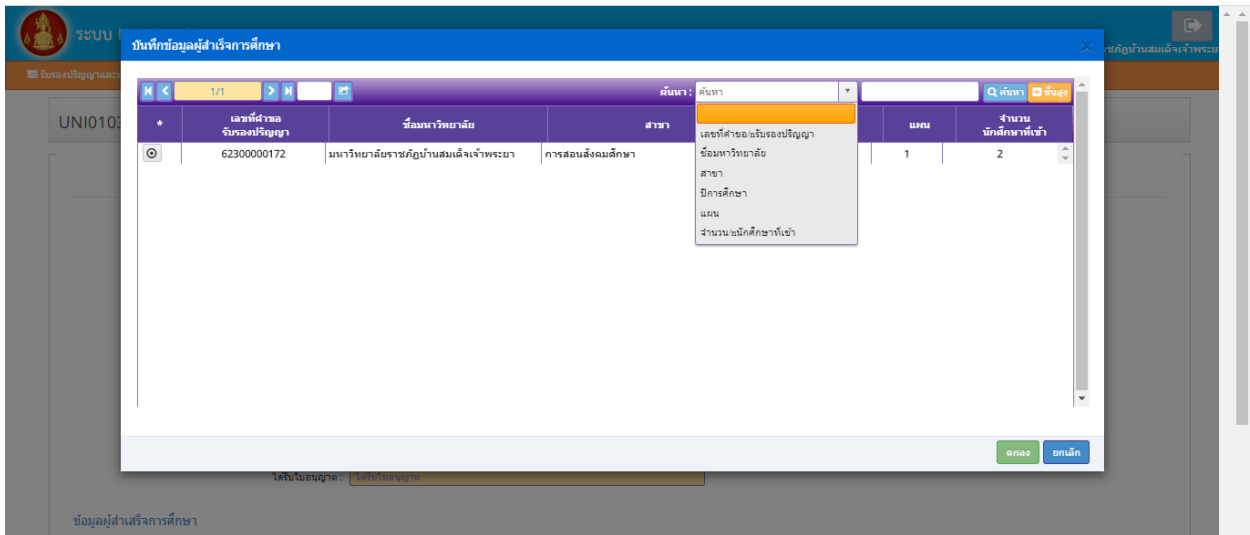 ระบบ
บันทึกข้อมูลผู้สำเร็จการศึกษา
ชภัฏบ้านสมเด็จเจ้าพระยา
รับรองปริญญาและ
1/1
ค้นหา :
ค้นหา
ค้นหา
ขั้นสูง
UNI0103
*
เลขที่คำขอ
รับรองปริญญา
ชื่อมหาวิทยาลัย
สาขา
แผน
จำนวน
นักศึกษาที่เข้า
62300000172
มหาวิทยาลัยราชภัฏบ้านสมเด็จเจ้าพระยา
การสอนสังคมศึกษา
1
2
เลขที่คำขอ/nรับรองปริญญา
ชื่อมหาวิทยาลัย
สาขา
ปีการศึกษา
แผน
จำนวน/nนักศึกษาที่เข้า
ตกลง
ยกเลิก
ได้รับใบอนุญาต :
ได้รับใบอนุญาต
ข้อมูลผู้สำเสร็จการศึกษา